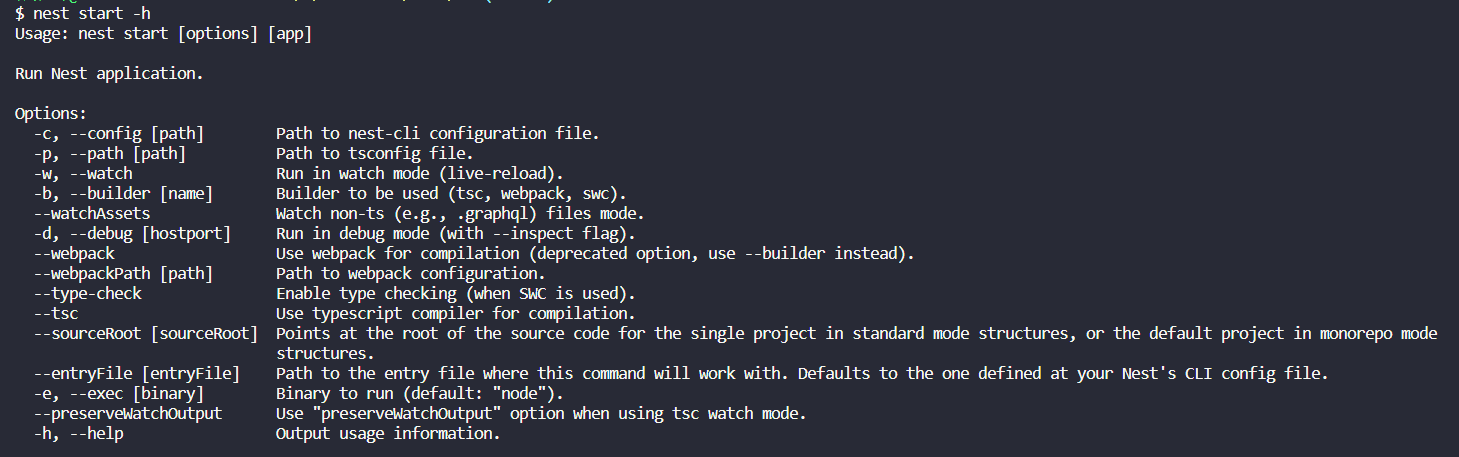 $ nest start -h
Usage: nest start [options] [app]
Run Nest application.
Options:
-c, --config [path] Path to nest-cli configuration file.
-p, --path [path] Path to tsconfig file.
-w, --watch Run in watch mode (live-reload).
-b, --builder [name] Builder to be used (tsc, webpack, swc).
--watchAssets Watch non-ts (e.g., .graphql) files mode.
-d, --debug [hostport] Run in debug mode (with --inspect flag).
--webpack Use webpack for compilation (deprecated option, use --builder instead).
--webpackPath [path] Path to webpack configuration.
--type-check Enable type checking (when SWC is used).
--tsc Use typescript compiler for compilation.
--sourceRoot [sourceRoot] Points at the root of the source code for the single project in standard mode structures, or the default project in monorepo mode
structures.
--entryFile [entryFile] Path to the entry file where this command will work with. Defaults to the one defined at your Nest's CLI config file.
-e, --exec [binary] Binary to run (default: "node").
--preserveWatchOutput Use "preserveWatchOutput" option when using tsc watch mode.
-h, --help Output usage information.